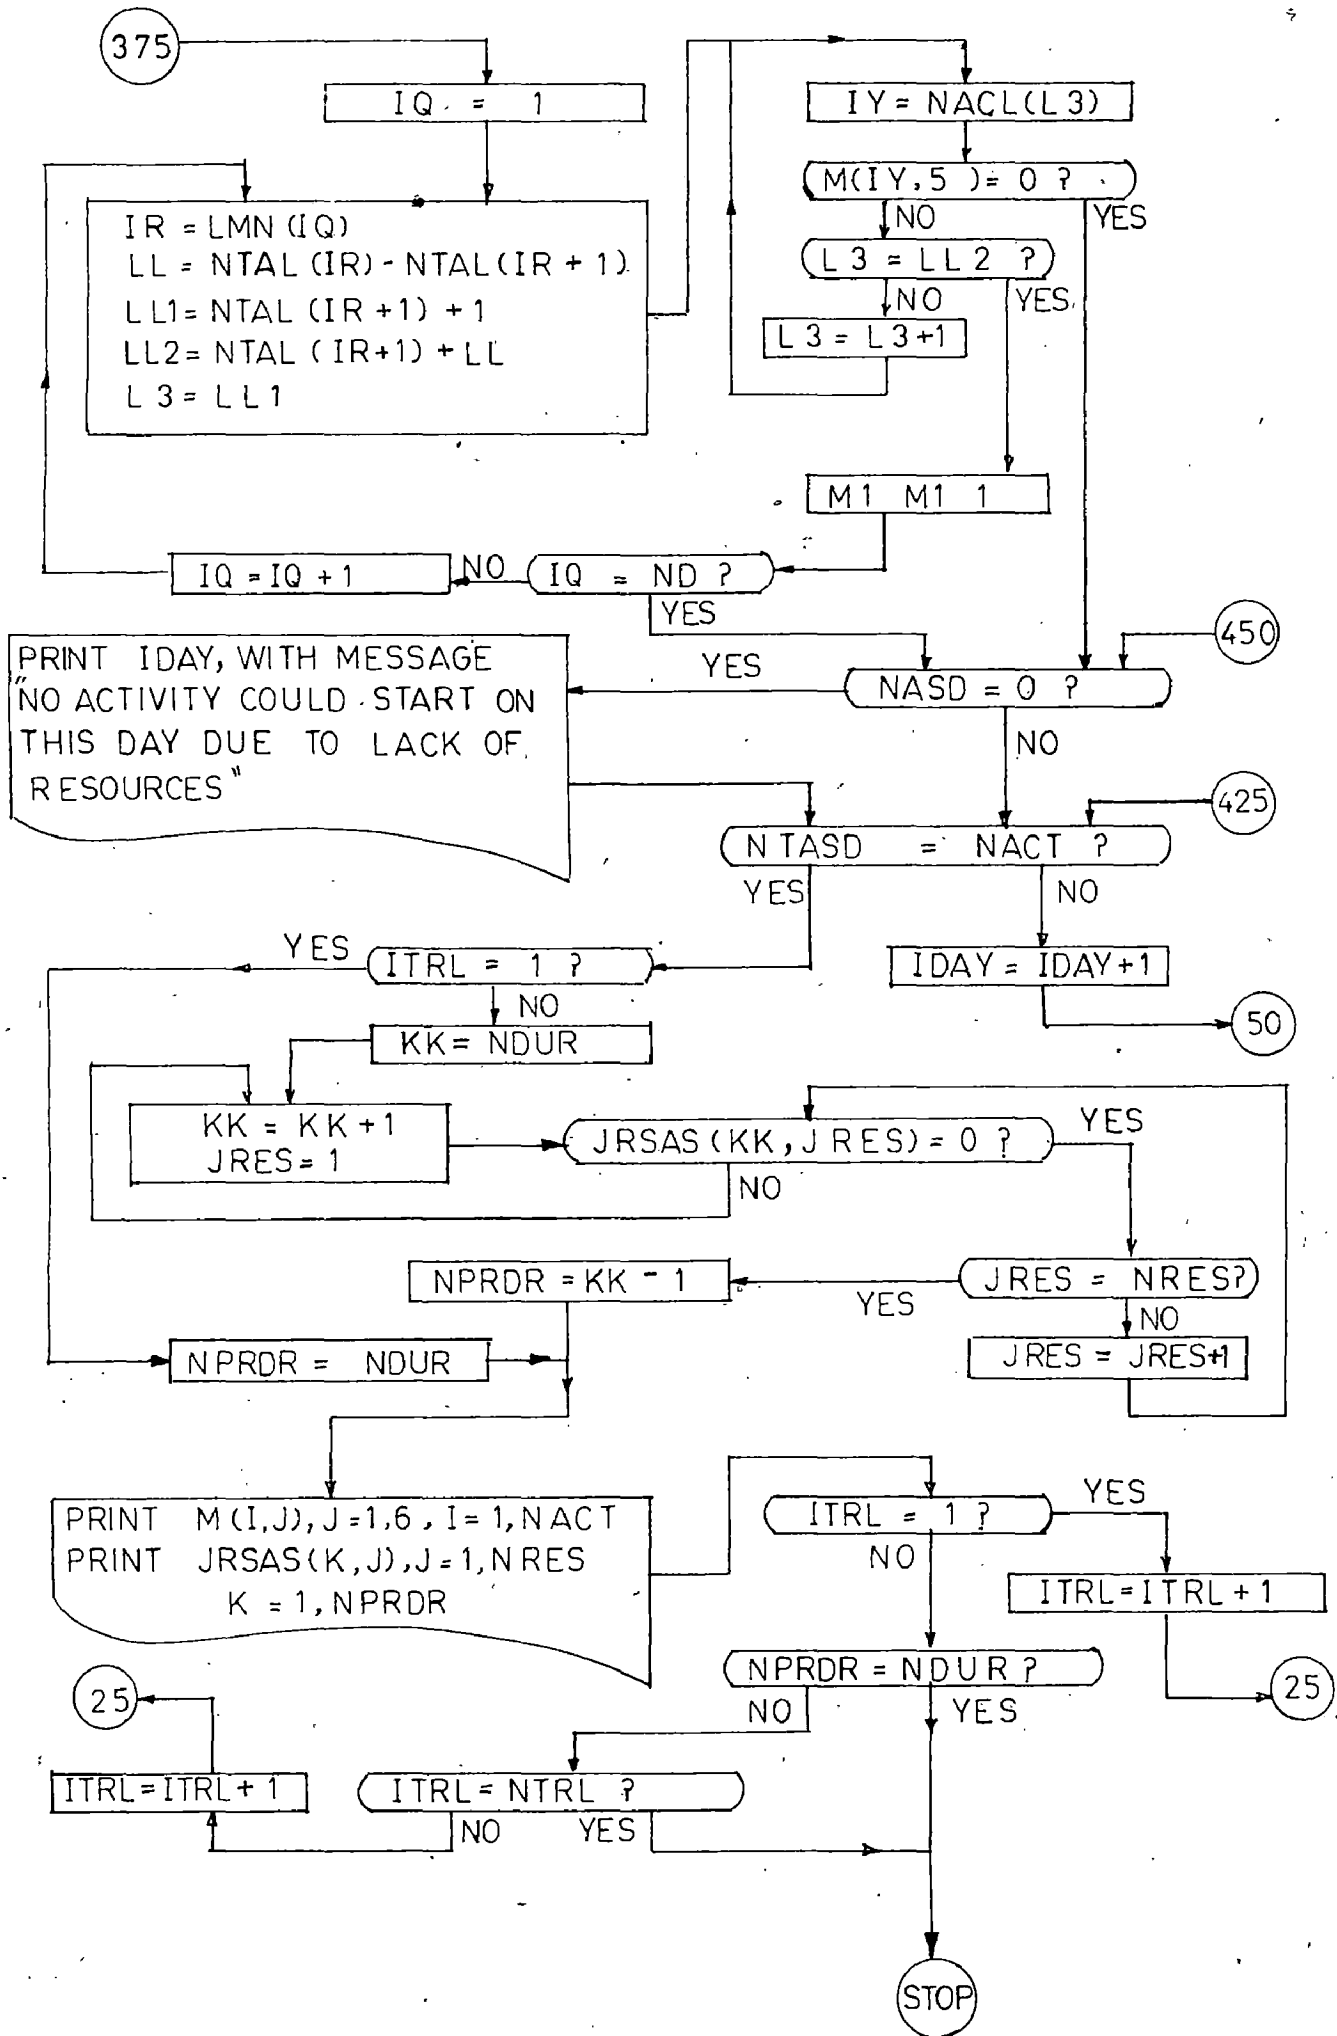 375
IQ = 1
IY = NACL(L3)
M(IY,5) = 0 ?
NO
YES
IR = LMN (IQ)
LL = NTAL (IR) - NTAL (IR + 1)
LL1 = NTAL (IR + 1) + 1
LL2 = NTAL (IR+1) + LL
L3 = LL1
L3 = LL2 ?
NO
YES
L3 = L3+1
M1 M1 1
IQ = IQ + 1
NO
IQ = ND ?
YES
450
PRINT IDAY, WITH MESSAGE
"NO ACTIVITY COULD START ON
THIS DAY DUE TO LACK OF
RESOURCES"
YES
NASD = 0 ?
NO
425
NTASD = NACT ?
YES
NO
YES
ITRL = 1 ?
IDAY = IDAY+1
NO
50
KK = NDUR
KK = KK + 1
JRES = 1
JRSAS (KK, JRES) = 0 ?
YES
NO
NPRDR = KK - 1
YES
JRES = NRES?
NO
NPRDR = NDUR
JRES = JRES+1
PRINT M(I,J), J=1,6, I=1, NACT
PRINT JRSAS(K,J), J=1, NRES
K = 1, NPRDR
ITRL = 1 ?
YES
NO
ITRL = ITRL + 1
NPRDR = NDUR ?
25
25
NO
YES
ITRL = ITRL + 1
ITRL = NTRL ?
NO
YES
STOP